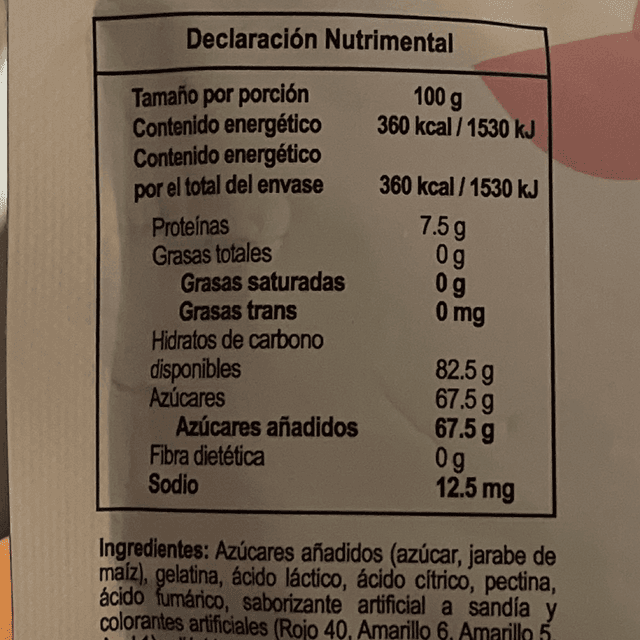 Declaración Nutrimental
Tamaño por porción 100 g
Contenido energético 360 kcal / 1530 kJ
Contenido energético
por el total del envase 360 kcal / 1530 kJ
Proteínas 7.5 g
Grasas totales 0 g
Grasas saturadas 0 g
Grasas trans 0 mg
Hidratos de carbono
disponibles 82.5 g
Azúcares 67.5 g
Azúcares añadidos 67.5 g
Fibra dietética 0 g
Sodio 12.5 mg
Ingredientes: Azúcares añadidos (azúcar, jarabe de
maíz), gelatina, ácido láctico, ácido cítrico, pectina,
ácido fumárico, saborizante artificial a sandía y
colorantes artificiales (Rojo 40, Amarillo 6, Amarillo 5,